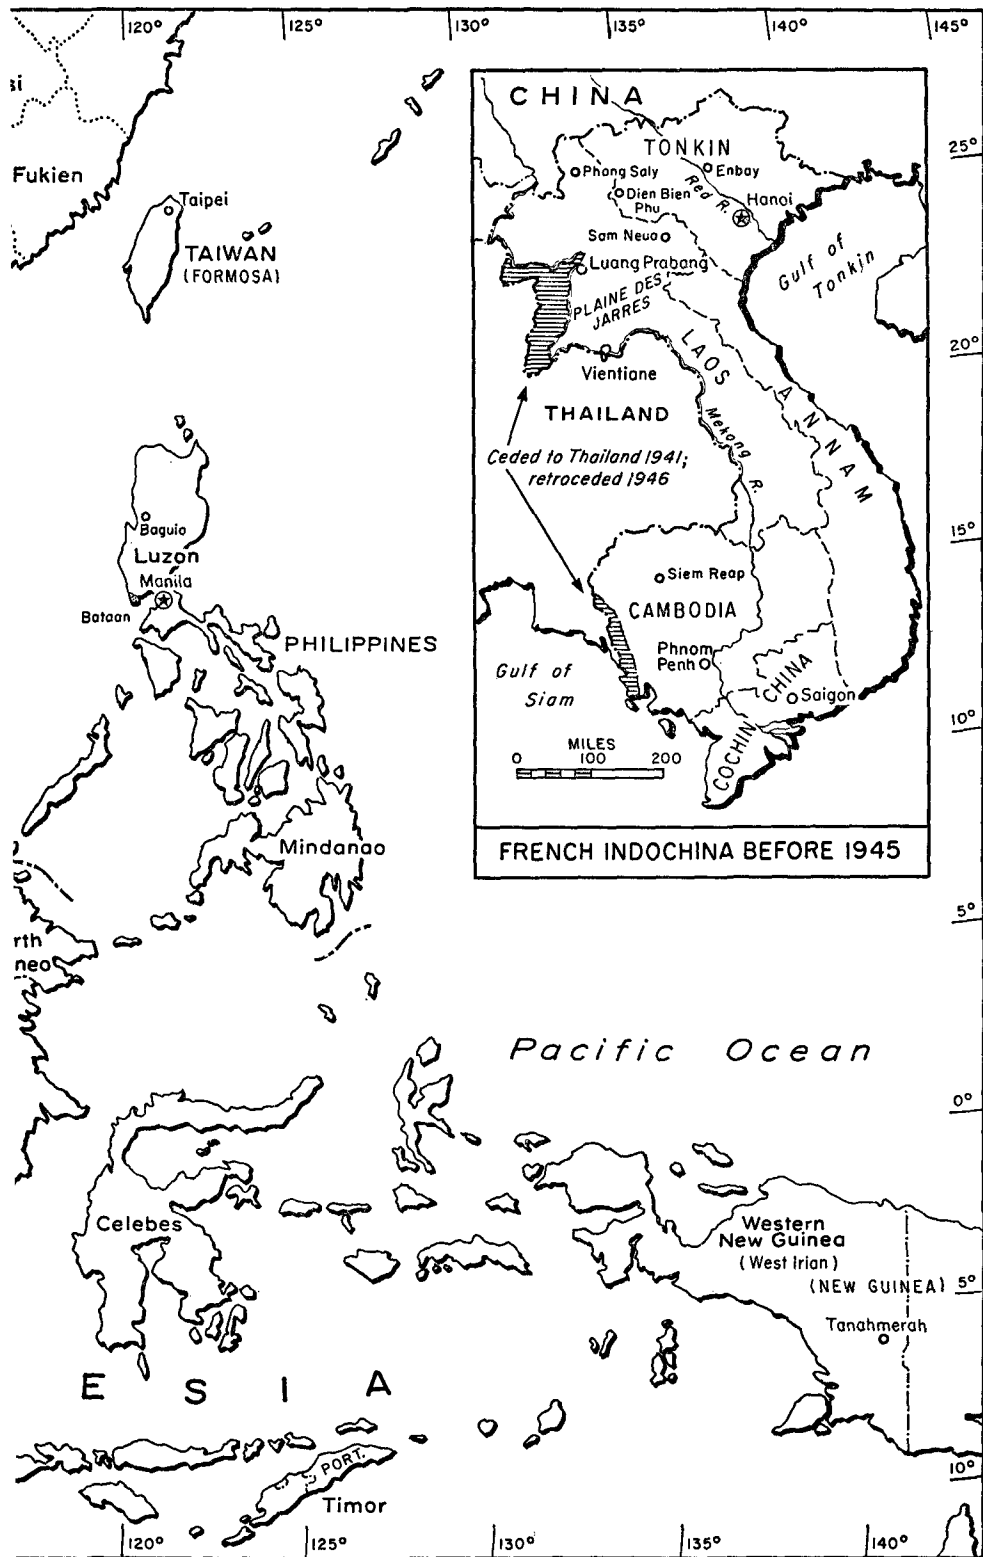 120°
125°
130°
135°
140°
145°
si
Fukien
Taipei
TAIWAN
(FORMOSA)
CHINA
TONKIN
Phong Saly
Enbay
Red R.
Dien Bien
Phu
Hanoi
Sam Neua
Luang Prabang
Gulf of
Tonkin
PLAINE DES
JARRES
LAOS
Vientiane
ANNAM
THAILAND
Mekong R.
Ceded to Thailand 1941;
retroceded 1946
Siem Reap
CAMBODIA
Phnom
Penh
Gulf of
Siam
COCHIN CHINA
Saigon
MILES
0 100 200
FRENCH INDOCHINA BEFORE 1945
25°
20°
15°
10°
5°
0°
5°
10°
Baguio
Luzon
Manila
Bataan
PHILIPPINES
Mindanao
rth
neo
Pacific Ocean
Celebes
Western
New Guinea
(West Irian)
(NEW GUINEA)
Tanahmerah
ESIA
PORT.
Timor
120°
125°
130°
135°
140°